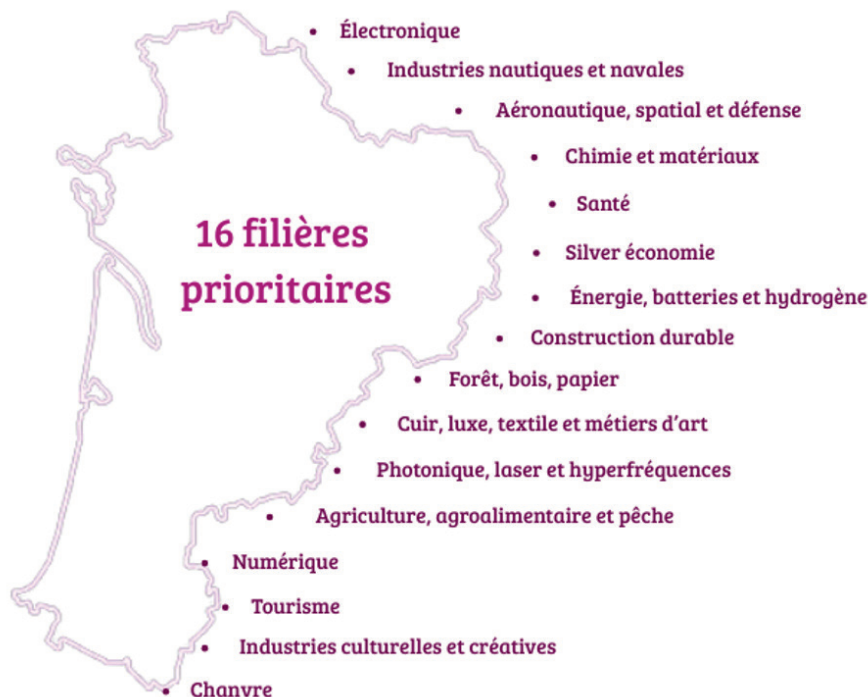 Électronique
Industries nautiques et navales
Aéronautique, spatial et défense
Chimie et matériaux
Santé
16 filières
prioritaires
Silver économie
Énergie, batteries et hydrogène
Construction durable
Forêt, bois, papier
Cuir, luxe, textile et métiers d'art
Photonique, laser et hyperfréquences
Agriculture, agroalimentaire et pêche
Numérique
Tourisme
Industries culturelles et créatives
Chanvre